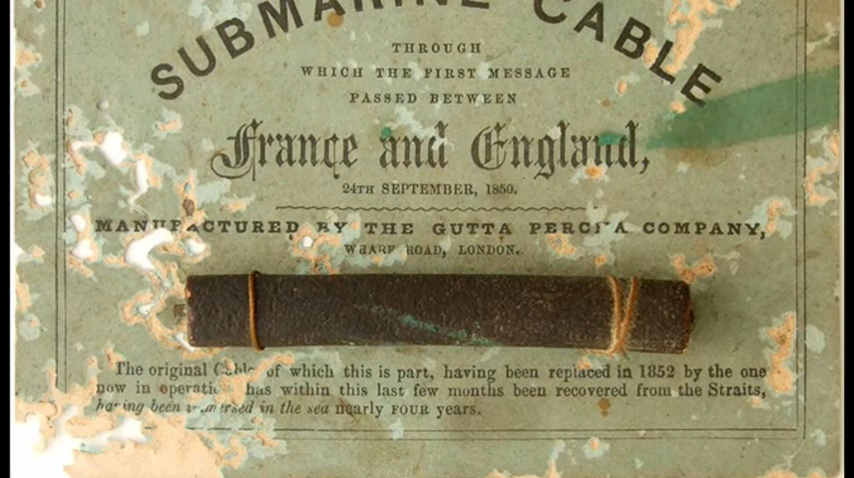 SUBMARINE CABLE
THROUGH
WHICH THE FIRST MESSAGE
PASSED BETWEEN
France and England,
24TH SEPTEMBER, 1850.
MANUFACTURED BY THE GUTTA PERCHA COMPANY,
WHARF ROAD, LONDON.
The original Cable of which this is part, having been replaced in 1852 by the one
now in operation has within this last few months been recovered from the Straits,
having been immersed in the sea nearly FOUR years.